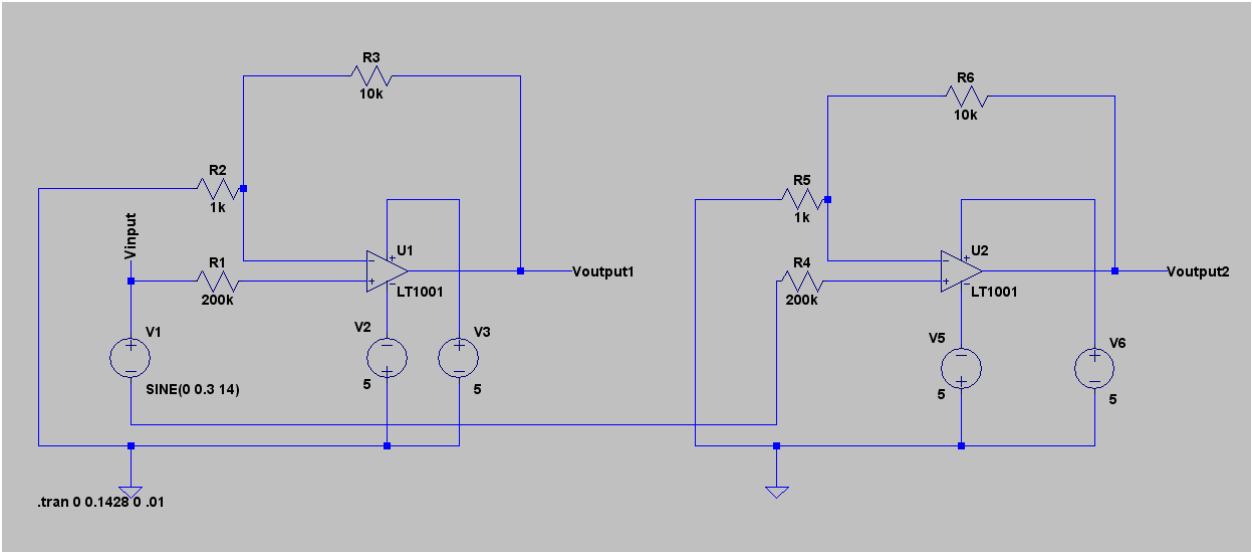 R3
10k
R6
10k
R2
1k
R5
1k
Vinput
R1
200k
U1
LT1001
Voutput1
R4
200k
U2
LT1001
Voutput2
V1
SINE(0 0.3 14)
V2
5
V3
5
V5
5
V6
5
.tran 0 0.1428 0 .01